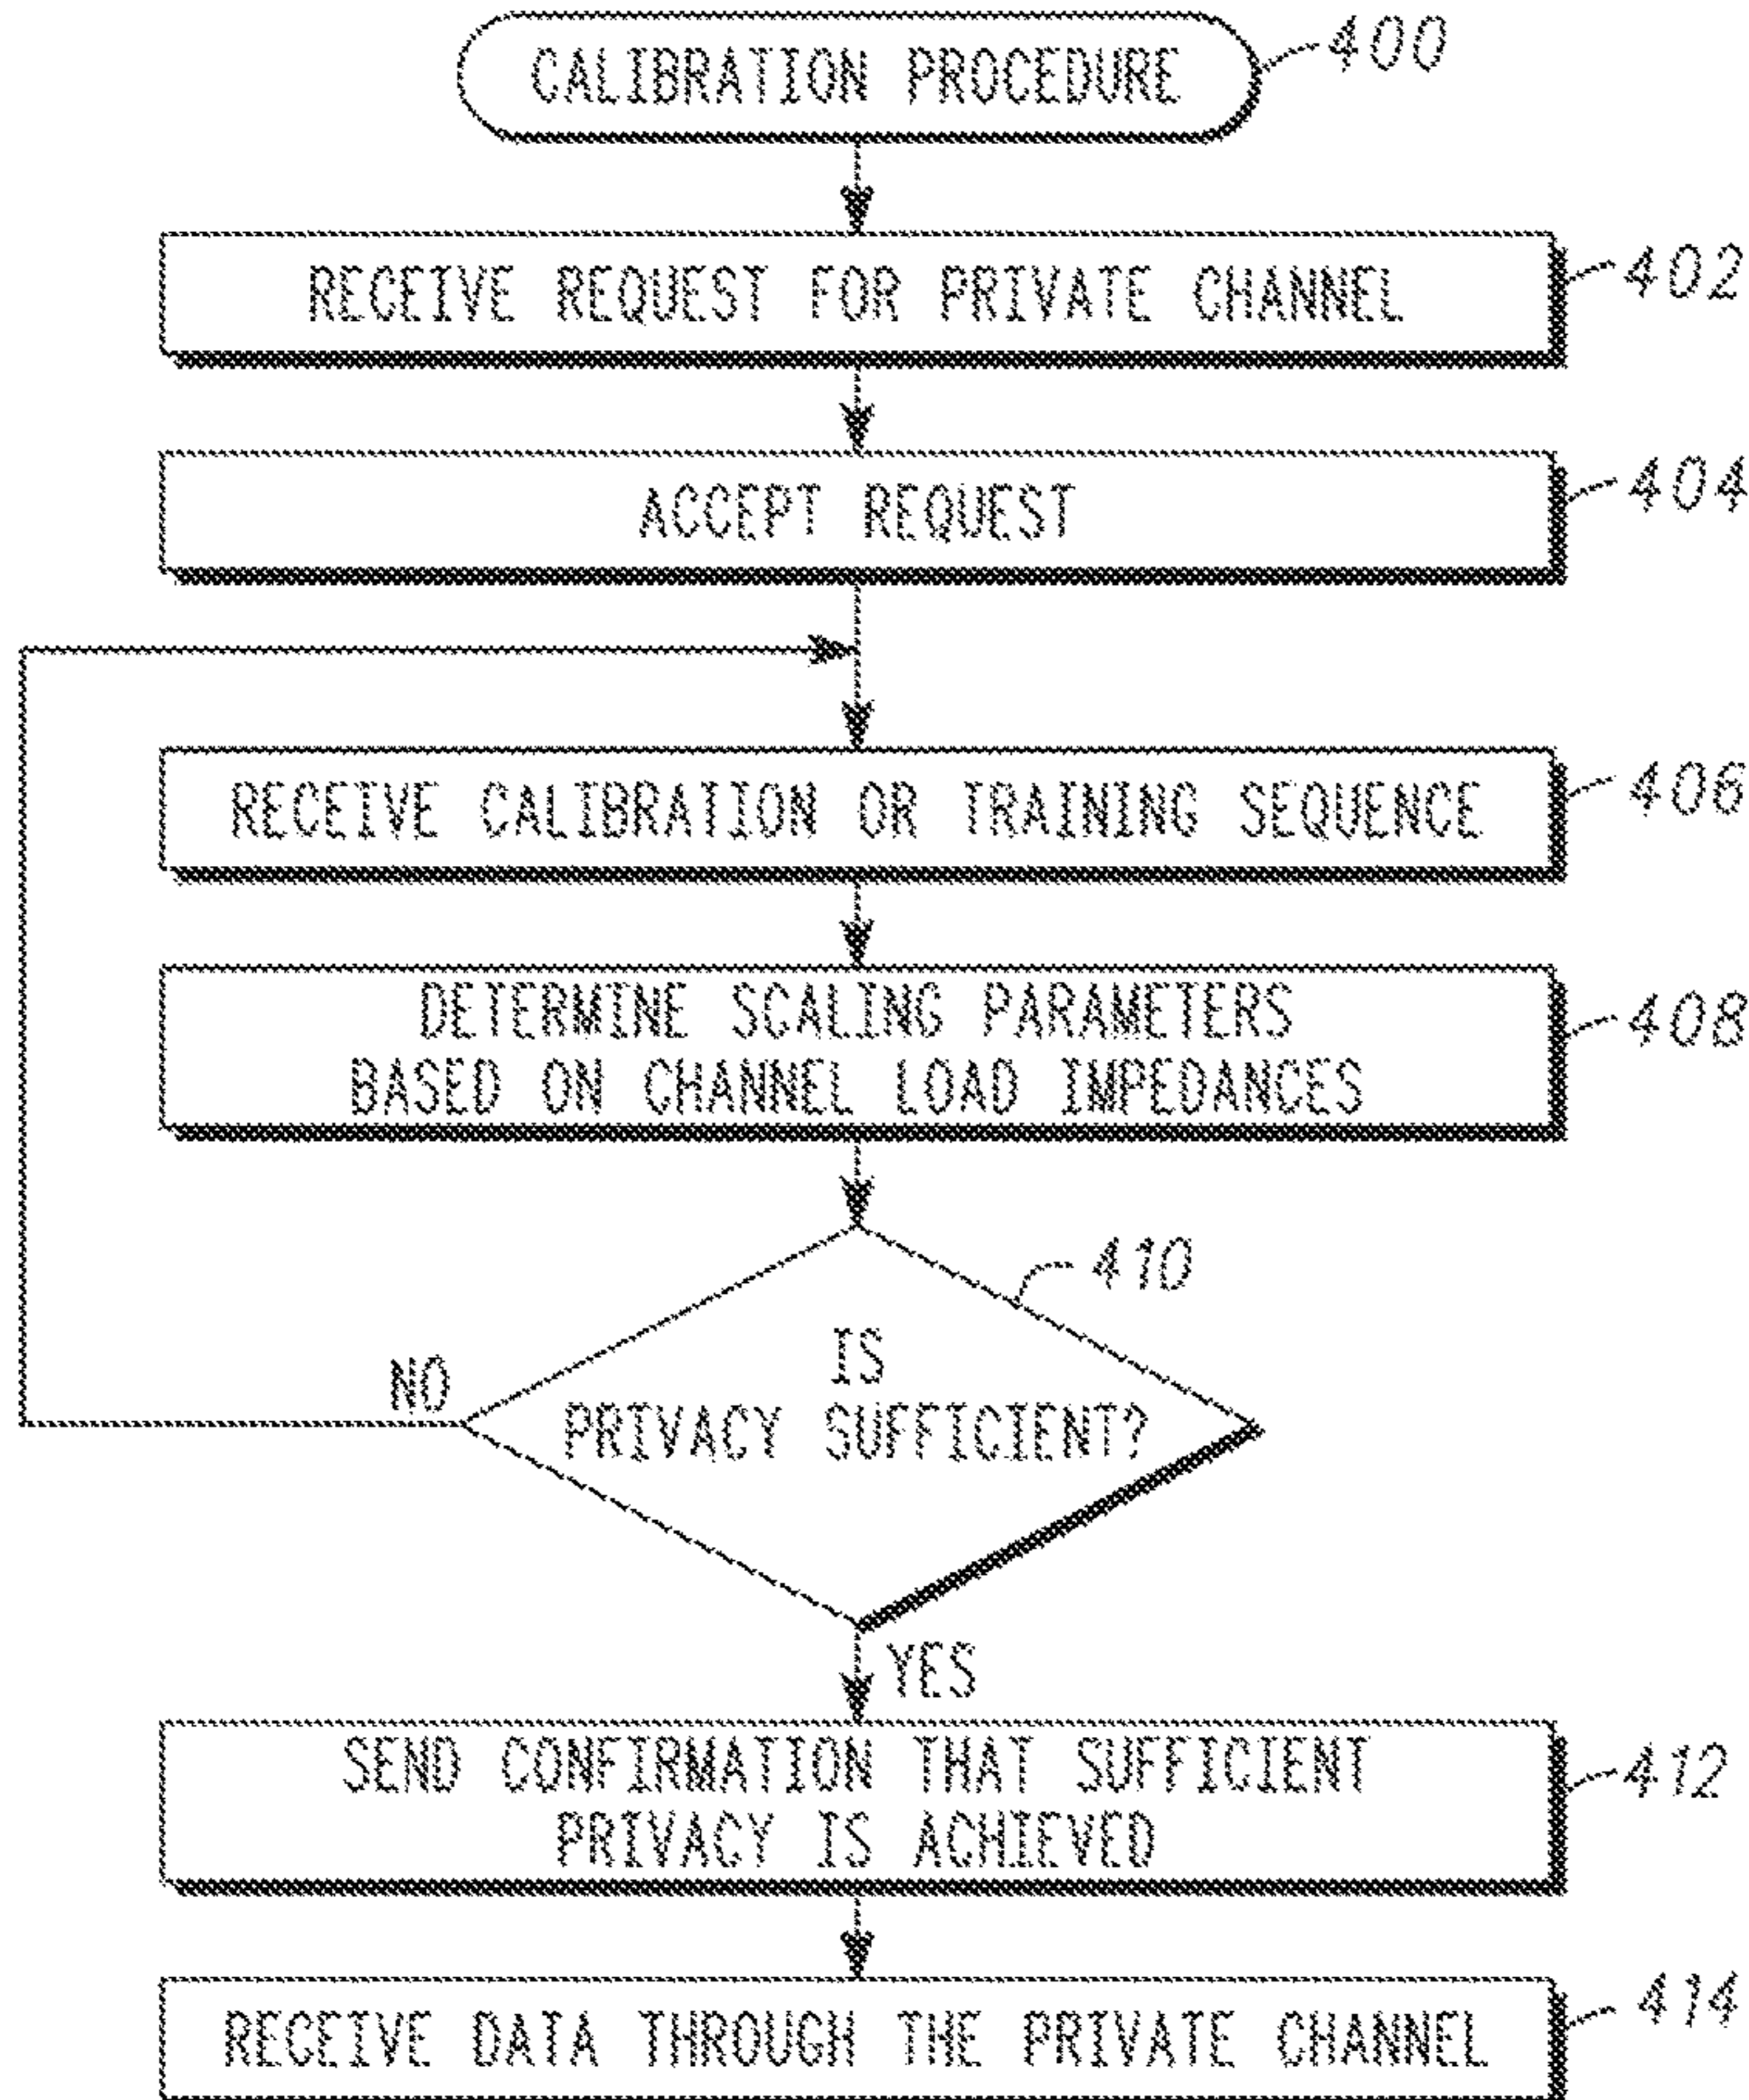 CALIBRATION PROCEDURE
400
RECEIVE REQUEST FOR PRIVATE CHANNEL
402
ACCEPT REQUEST
404
RECEIVE CALIBRATION OR TRAINING SEQUENCE
406
DETERMINE SCALING PARAMETERS
BASED ON CHANNEL LOAD IMPEDANCES
408
410
IS
PRIVACY SUFFICIENT?
NO
YES
SEND CONFIRMATION THAT SUFFICIENT
PRIVACY IS ACHIEVED
412
RECEIVE DATA THROUGH THE PRIVATE CHANNEL
414